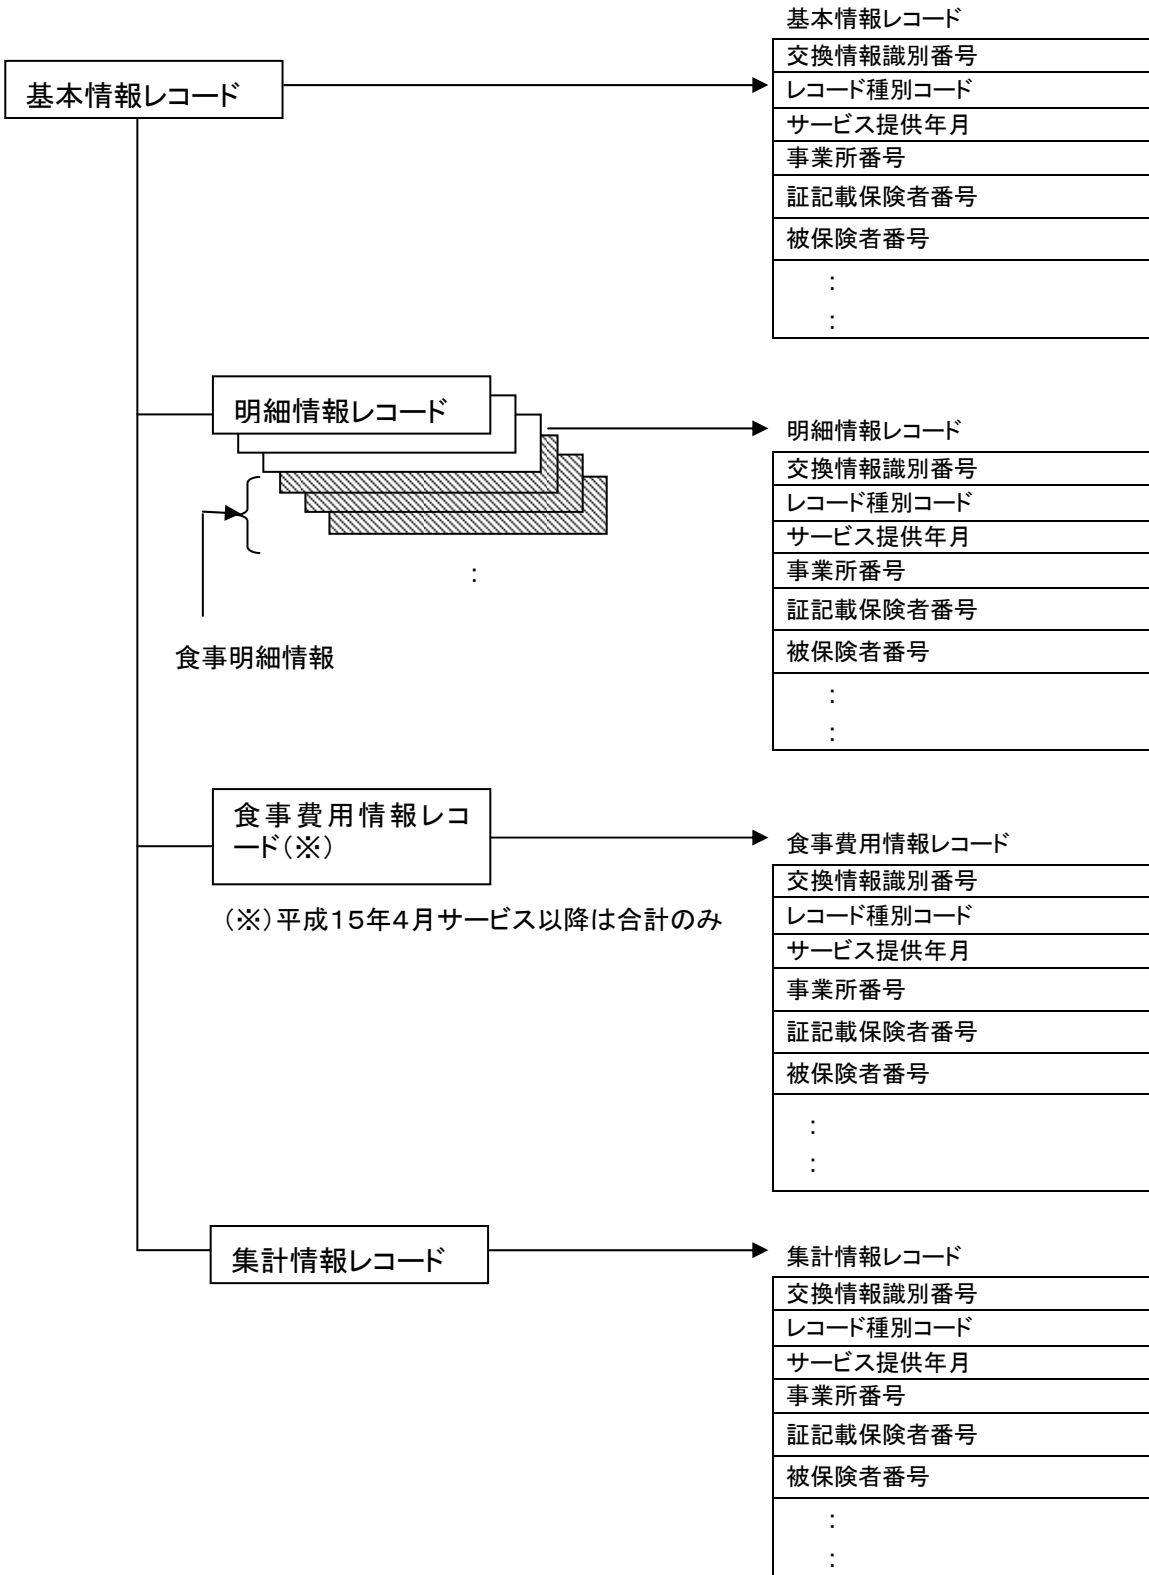 基本情報レコード
基本情報レコード
交換情報識別番号
レコード種別コード
サービス提供年月
事業所番号
証記載保険者番号
被保険者番号
:
:
明細情報レコード
:
食事明細情報
明細情報レコード
交換情報識別番号
レコード種別コード
サービス提供年月
事業所番号
証記載保険者番号
被保険者番号
:
:
食事費用情報レコ
ード(※)
(※)平成15年4月サービス以降は合計のみ
食事費用情報レコード
交換情報識別番号
レコード種別コード
サービス提供年月
事業所番号
証記載保険者番号
被保険者番号
:
:
集計情報レコード
集計情報レコード
交換情報識別番号
レコード種別コード
サービス提供年月
事業所番号
証記載保険者番号
被保険者番号
:
: